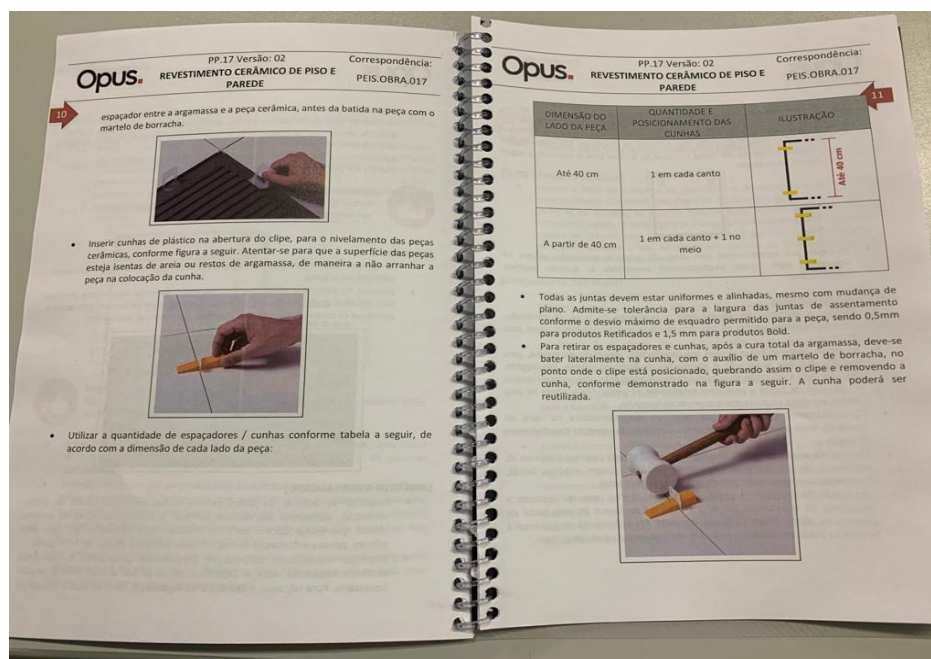 Opus.
PP.17 Versão: 02
REVESTIMENTO CERÂMICO DE PISO E
PAREDE
Correspondência:
PEIS.OBRA.017
10
espaçador entre a argamassa e a peça cerâmica, antes da batida na peça com o
martelo de borracha.
• Inserir cunhas de plástico na abertura do clipe, para o nivelamento das peças
cerâmicas, conforme figura a seguir. Atentar-se para que a superfície das peças
esteja isentas de areia ou restos de argamassa, de maneira a não arranhar a
peça na colocação da cunha.
• Utilizar a quantidade de espaçadores / cunhas conforme tabela a seguir, de
acordo com a dimensão de cada lado da peça:
Opus.
PP.17 Versão: 02
REVESTIMENTO CERÂMICO DE PISO E
PAREDE
Correspondência:
PEIS.OBRA.017
11
DIMENSÃO DO
LADO DA PEÇA
QUANTIDADE E
POSICIONAMENTO DAS
CUNHAS
ILUSTRAÇÃO
Até 40 cm
1 em cada canto
Até 40 cm
A partir de 40 cm
1 em cada canto + 1 no
meio
• Todas as juntas devem estar uniformes e alinhadas, mesmo com mudança de
plano. Admite-se tolerância para a largura das juntas de assentamento
conforme o desvio máximo de esquadro permitido para a peça, sendo 0,5mm
para produtos Retificados e 1,5 mm para produtos Bold.
• Para retirar os espaçadores e cunhas, após a cura total da argamassa, deve-se
bater lateralmente na cunha, com o auxílio de um martelo de borracha, no
ponto onde o clipe está posicionado, quebrando assim o clipe e removendo a
cunha, conforme demonstrado na figura a seguir. A cunha poderá ser
reutilizada.